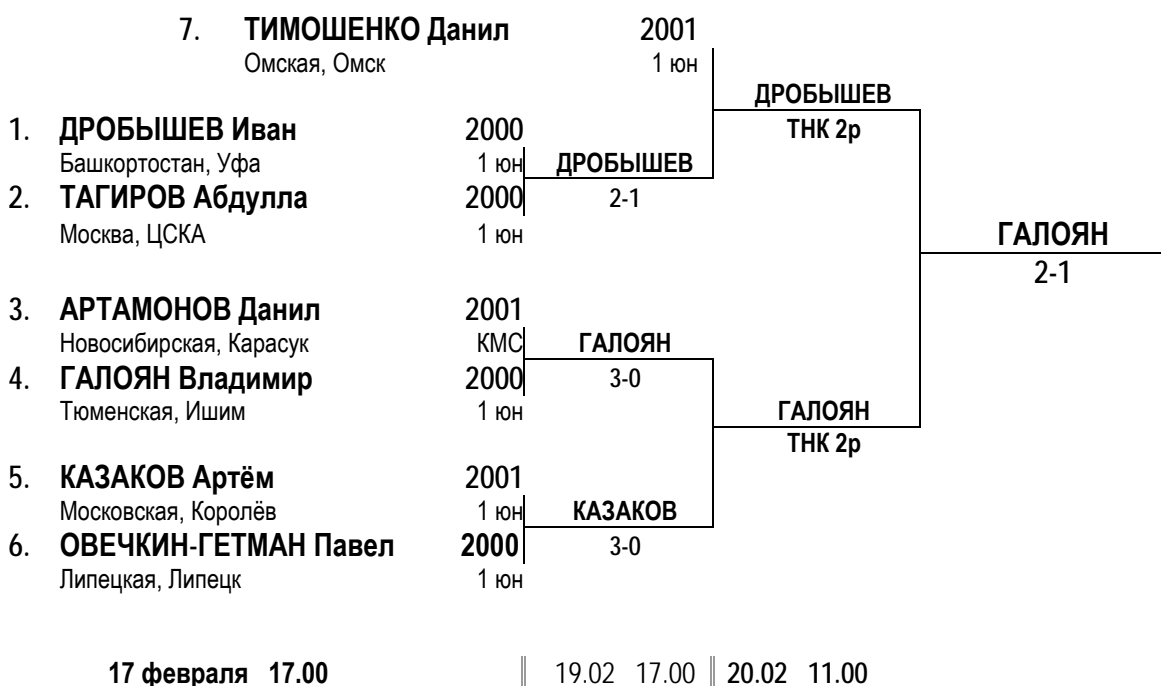 7. ТИМОШЕНКО Данил 2001
Омская, Омск 1 юн
ДРОБЫШЕВ
1. ДРОБЫШЕВ Иван 2000 ТНК 2р
Башкортостан, Уфа 1 юн ДРОБЫШЕВ
2. ТАГИРОВ Абдулла 2000 2-1
Москва, ЦСКА 1 юн ГАЛОЯН
2-1
3. АРТАМОНОВ Данил 2001
Новосибирская, Карасук КМС ГАЛОЯН
4. ГАЛОЯН Владимир 2000 3-0
Тюменская, Ишим 1 юн ГАЛОЯН
ТНК 2р
5. КАЗАКОВ Артём 2001
Московская, Королёв 1 юн КАЗАКОВ
6. ОВЕЧКИН-ГЕТМАН Павел 2000 3-0
Липецкая, Липецк 1 юн
17 февраля 17.00 19.02 17.00 20.02 11.00